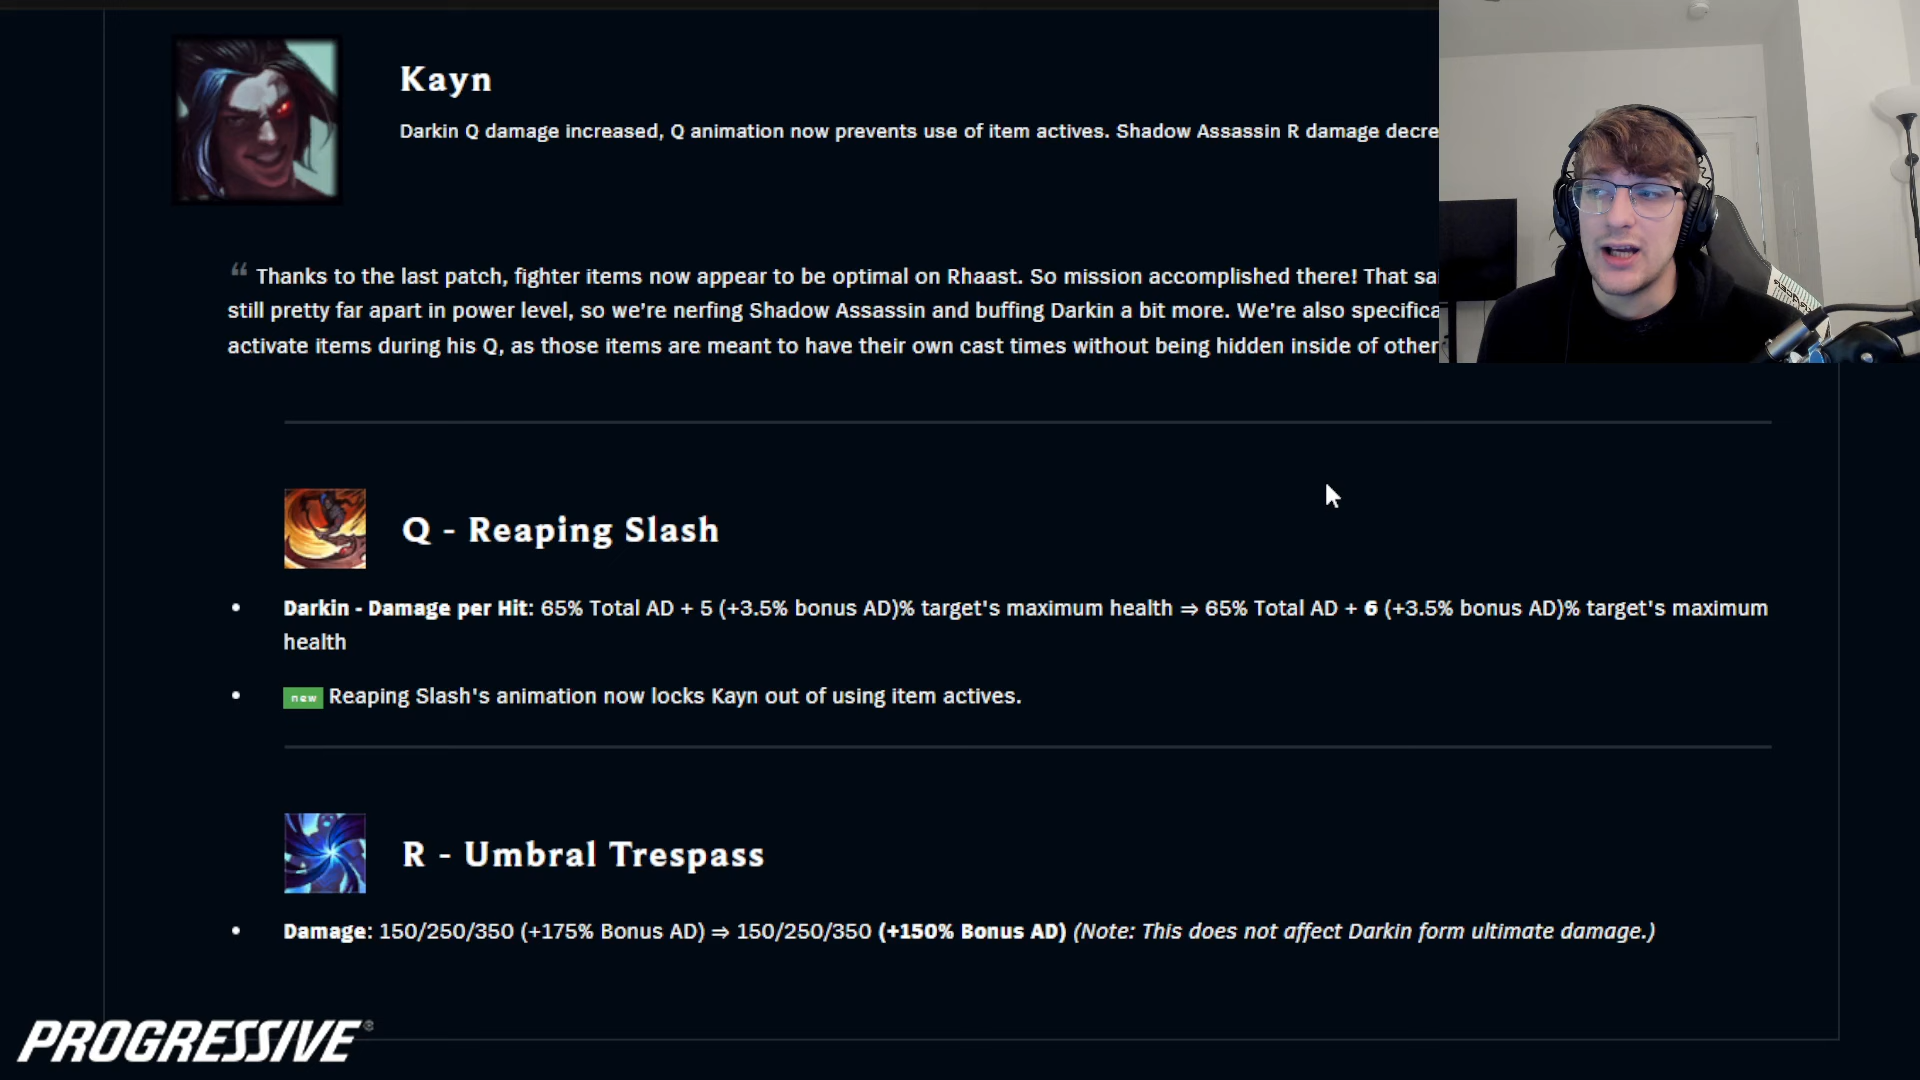 Kayn
Darkin Q damage increased, Q animation now prevents use of item actives. Shadow Assassin R damage decre
“ Thanks to the last patch, fighter items now appear to be optimal on Rhaast. So mission accomplished there! That sa
still pretty far apart in power level, so we’re nerfing Shadow Assassin and buffing Darkin a bit more. We’re also specifica
activate items during his Q, as those items are meant to have their own cast times without being hidden inside of other
Q - Reaping Slash
• Darkin - Damage per Hit: 65% Total AD + 5 (+3.5% bonus AD)% target's maximum health ⇒ 65% Total AD + 6 (+3.5% bonus AD)% target's maximum
health
• new Reaping Slash's animation now locks Kayn out of using item actives.
R - Umbral Trespass
• Damage: 150/250/350 (+175% Bonus AD) ⇒ 150/250/350 (+150% Bonus AD) (Note: This does not affect Darkin form ultimate damage.)
PROGRESSIVE®